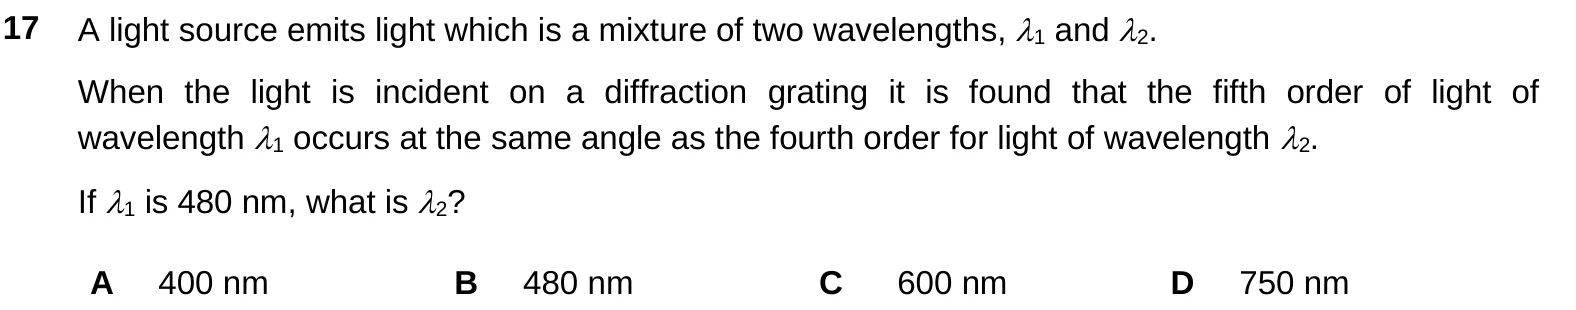 17 A light source emits light which is a mixture of two wavelengths, λ₁ and λ₂.
When the light is incident on a diffraction grating it is found that the fifth order of light of
wavelength λ₁ occurs at the same angle as the fourth order for light of wavelength λ₂.
If λ₁ is 480 nm, what is λ₂?
A 400 nm B 480 nm C 600 nm D 750 nm